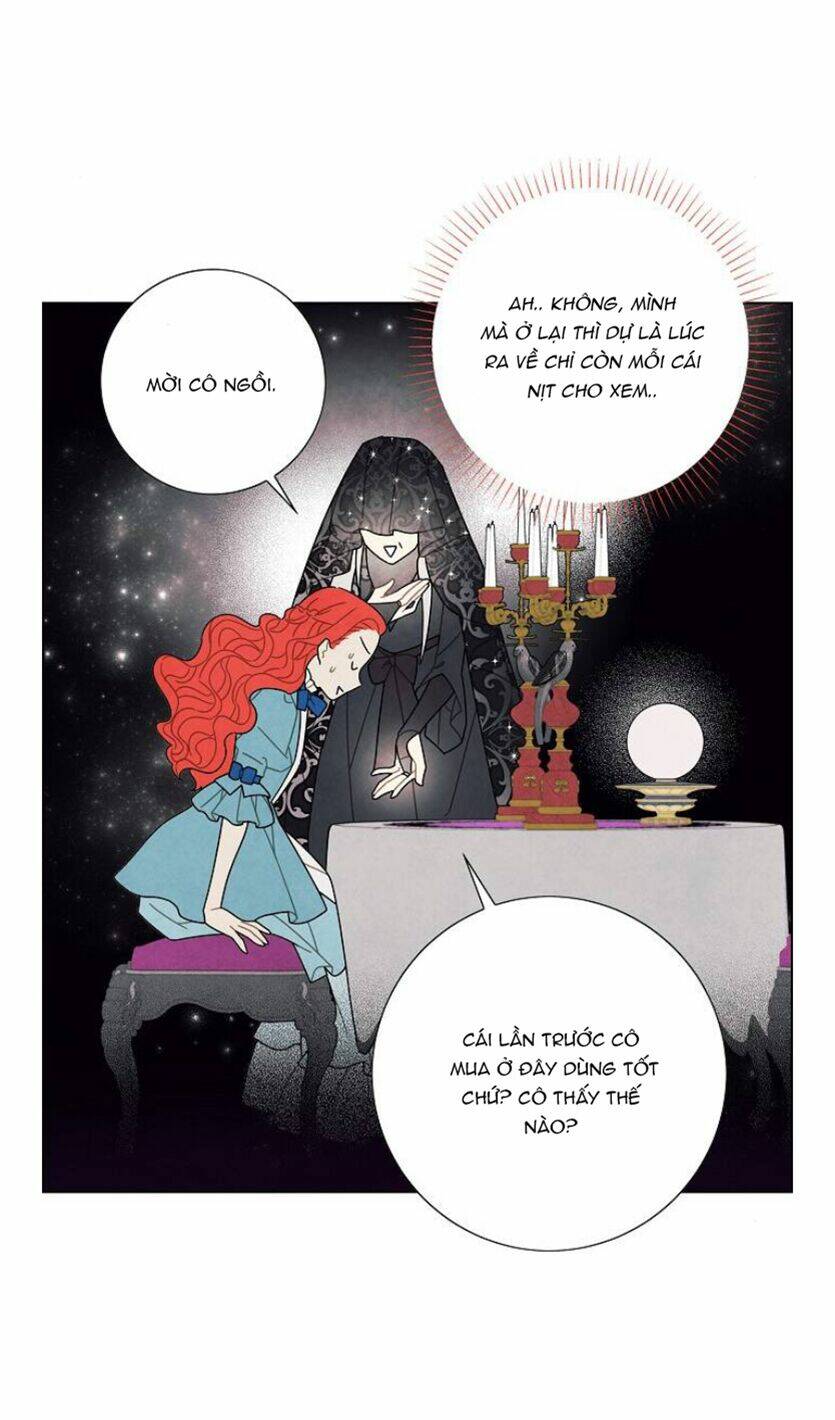 MỜI CÔ NGỒI.
AH.. KHÔNG, MÌNH
MÀ Ở LẠI THÌ DỰ LÀ LÚC
RA VỀ CHỈ CÒN MỖI CÁI
NỊT CHO XEM..
CÁI LẦN TRƯỚC CÔ
MUA Ở ĐÂY DÙNG TỐT
CHỨ? CÔ THẤY THẾ
NÀO?